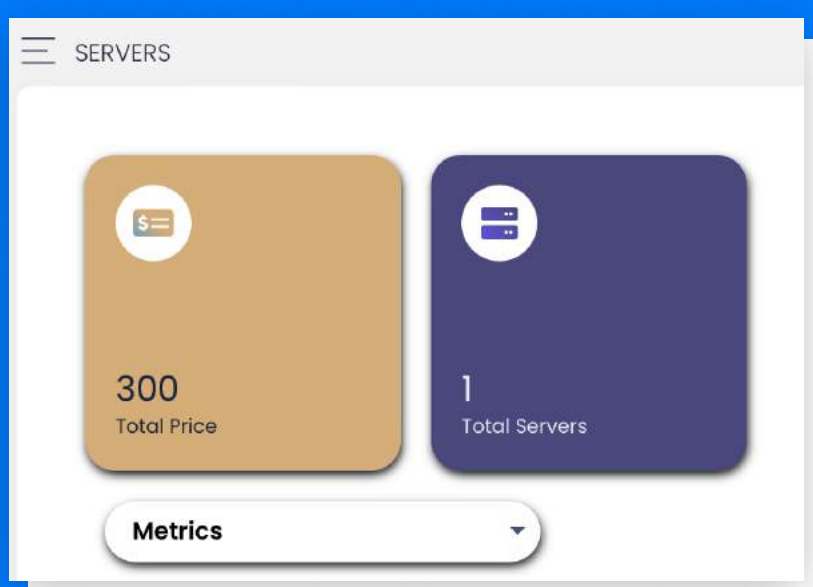 SERVERS
$
300
Total Price
1
Total Servers
Metrics